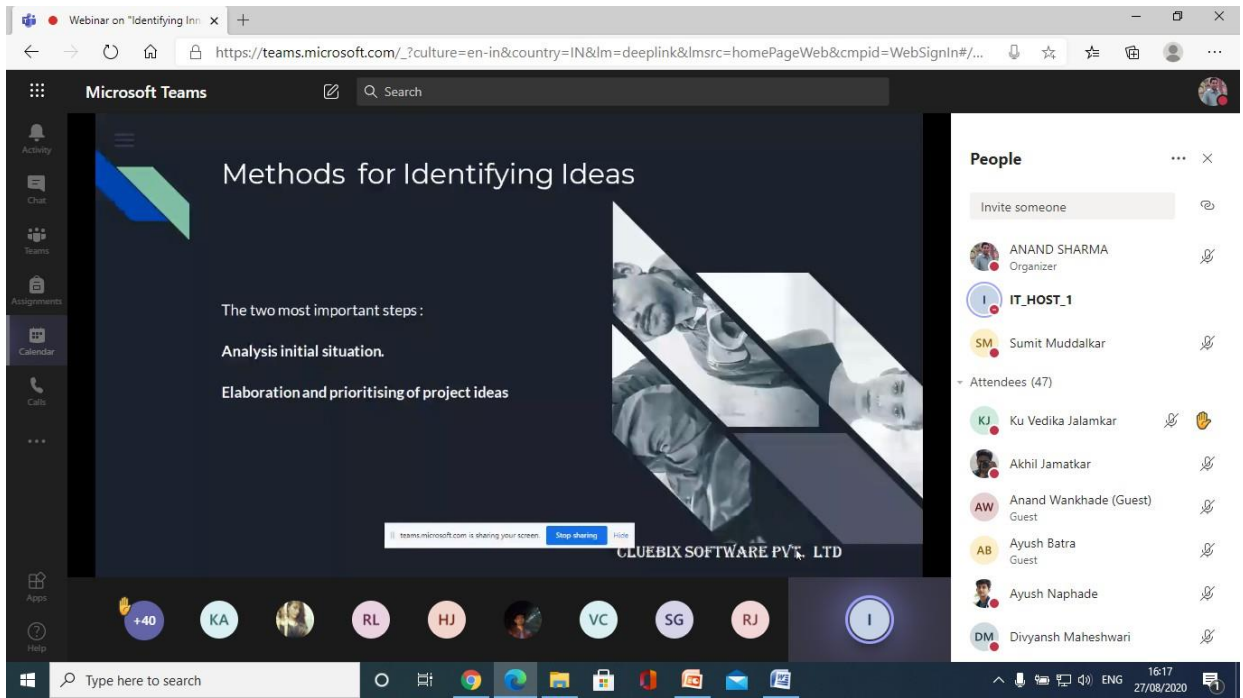 Webinar on "Identifying Inn
https://teams.microsoft.com/_?culture=en-in&country=IN&lm=deeplink&lmsrc=homePageWeb&cmpid=WebSignIn#/...
Microsoft Teams
Search
Activity
Chat
Teams
Assignments
Calendar
Calls
Apps
Help
Methods for Identifying Ideas
The two most important steps :
Analysis initial situation.
Elaboration and prioritising of project ideas
teams.microsoft.com is sharing your screen.
Stop sharing
Hide
CLUEBIX SOFTWARE PVT. LTD
+40
KA
RL
HJ
VC
SG
RJ
I
People
Invite someone
ANAND SHARMA
Organizer
I
IT_HOST_1
SM
Sumit Muddalkar
Attendees (47)
KJ
Ku Vedika Jalamkar
Akhil Jamatkar
AW
Anand Wankhade (Guest)
Guest
AB
Ayush Batra
Guest
Ayush Naphade
DM
Divyansh Maheshwari
Type here to search
ENG
16:17
27/08/2020